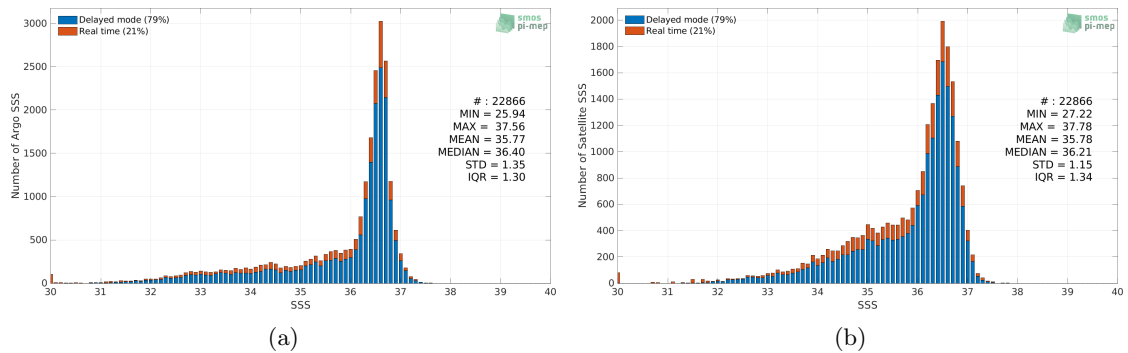 Delayed mode (79%)
Real time (21%)
smos
pi-mep
3000
2500
2000
1500
1000
500
0
Number of Argo SSS
# : 22866
MIN = 25.94
MAX = 37.56
MEAN = 35.77
MEDIAN = 36.40
STD = 1.35
IQR = 1.30
30 31 32 33 34 35 36 37 38 39 40
SSS
(a)
Delayed mode (79%)
Real time (21%)
smos
pi-mep
2000
1800
1600
1400
1200
1000
800
600
400
200
0
Number of Satellite SSS
# : 22866
MIN = 27.22
MAX = 37.78
MEAN = 35.78
MEDIAN = 36.21
STD = 1.15
IQR = 1.34
30 31 32 33 34 35 36 37 38 39 40
SSS
(b)